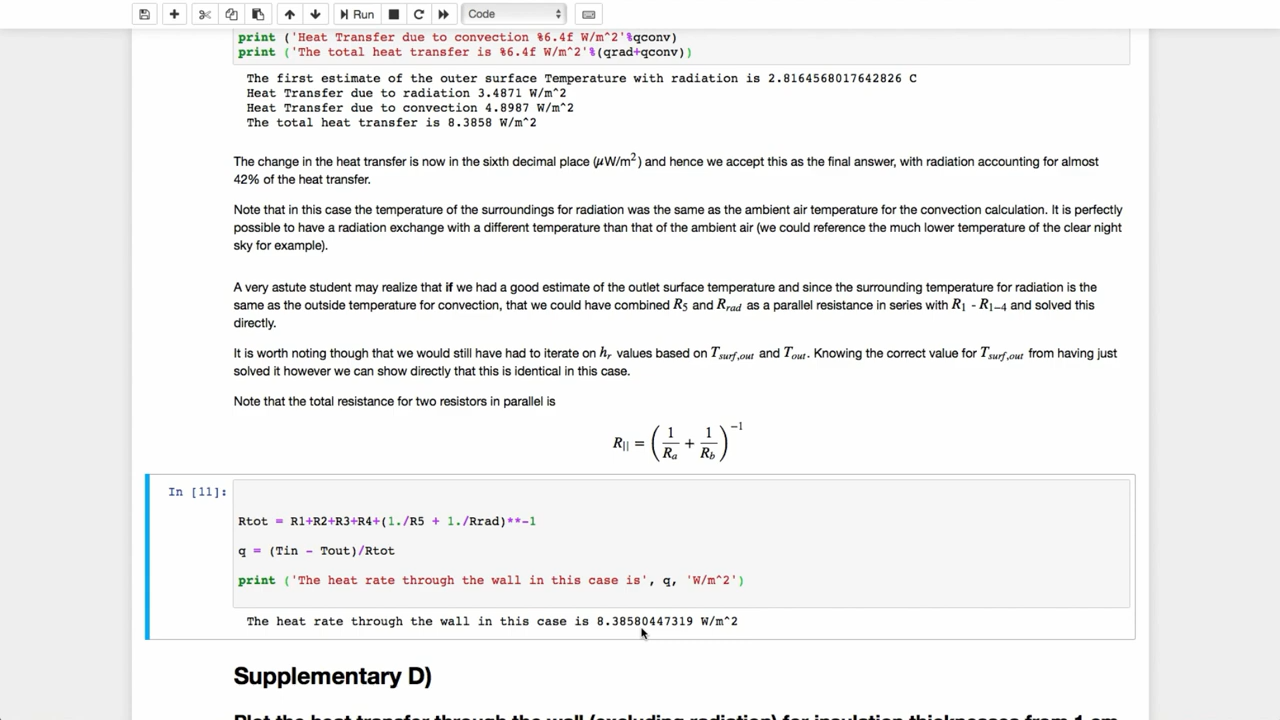 Run
Code
print ('Heat Transfer due to convection %6.4f W/m^2'%qconv)
print ('The total heat transfer is %6.4f W/m^2'%(qrad+qconv))
The first estimate of the outer surface Temperature with radiation is 2.8164568017642826 C
Heat Transfer due to radiation 3.4871 W/m^2
Heat Transfer due to convection 4.8987 W/m^2
The total heat transfer is 8.3858 W/m^2
The change in the heat transfer is now in the sixth decimal place (μW/m²) and hence we accept this as the final answer, with radiation accounting for almost
42% of the heat transfer.
Note that in this case the temperature of the surroundings for radiation was the same as the ambient air temperature for the convection calculation. It is perfectly
possible to have a radiation exchange with a different temperature than that of the ambient air (we could reference the much lower temperature of the clear night
sky for example).
A very astute student may realize that if we had a good estimate of the outlet surface temperature and since the surrounding temperature for radiation is the
same as the outside temperature for convection, that we could have combined R5 and Rrad as a parallel resistance in series with R1 - R1−4 and solved this
directly.
It is worth noting though that we would still have had to iterate on hr values based on Tsurf,out and Tout. Knowing the correct value for Tsurf,out from having just
solved it however we can show directly that this is identical in this case.
Note that the total resistance for two resistors in parallel is
R|| = (1/Ra + 1/Rb)^−1
In [11]:
Rtot = R1+R2+R3+R4+(1./R5 + 1./Rrad)**-1
q = (Tin - Tout)/Rtot
print ('The heat rate through the wall in this case is', q, 'W/m^2')
The heat rate through the wall in this case is 8.38580447319 W/m^2
Supplementary D)
Plot the heat transfer through the wall (excluding radiation) for insulation thicknesses from 1 cm